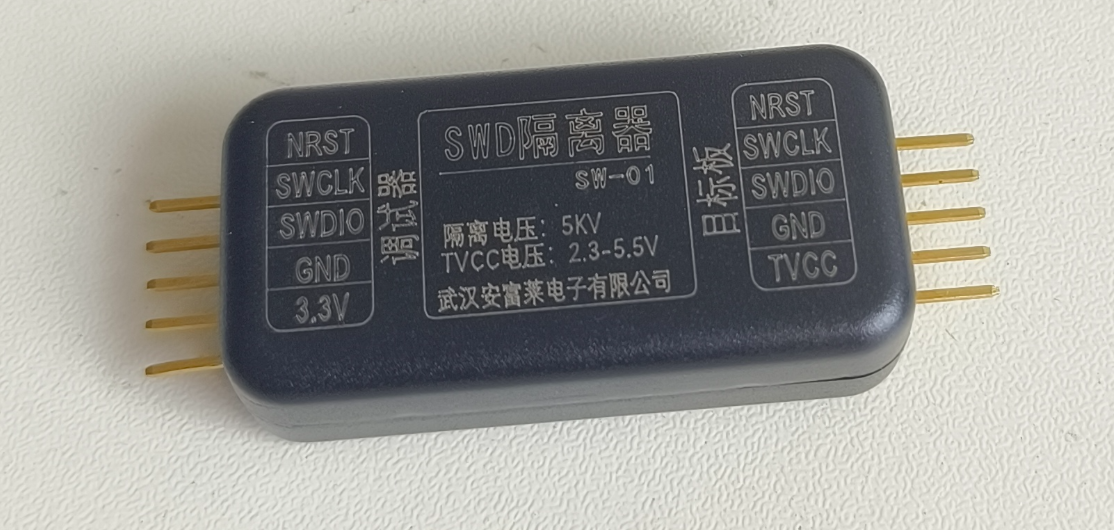 NRST
SWCLK
SWDIO
GND
3.3V
调试器
SWD隔离器
SW-01
隔离电压：5KV
TVCC电压：2.3-5.5V
武汉安富莱电子有限公司
目标板
NRST
SWCLK
SWDIO
GND
TVCC